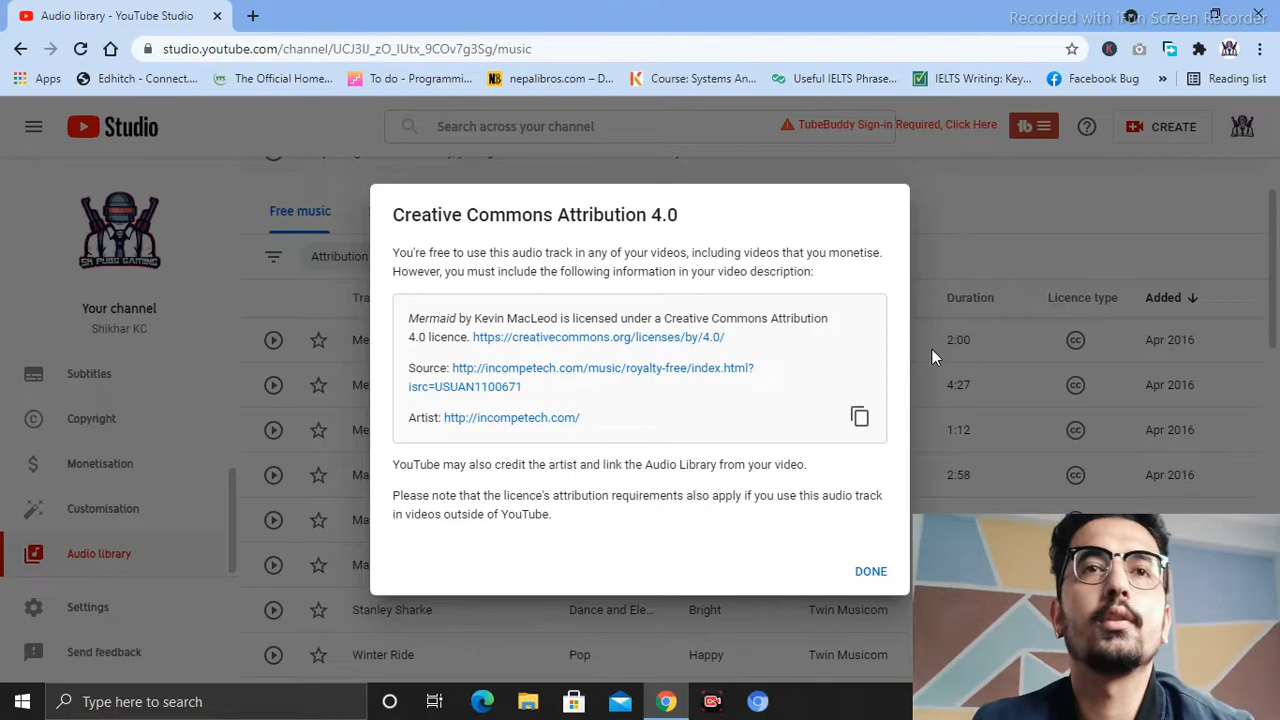 Audio library - YouTube Studio
Recorded with iFun Screen Recorder
studio.youtube.com/channel/UCJ3IJ_zO_IUtx_9COv7g3Sg/music
Apps
Edhitch - Connect...
The Official Home...
To do - Programmi...
nepalibros.com – D...
Course: Systems An...
Useful IELTS Phrase...
IELTS Writing: Key...
Facebook Bug
»
Reading list
Studio
Search across your channel
TubeBuddy Sign-in Required, Click Here
CREATE
SK PUBG GAMING
Your channel
Shikhar KC
Subtitles
Copyright
Monetisation
Customisation
Audio library
Settings
Send feedback
Free music
Attribution
Duration
Licence type
Added
2:00
Apr 2016
4:27
Apr 2016
1:12
Apr 2016
2:58
Apr 2016
Stanley Sharke
Dance and Ele...
Bright
Twin Musicom
Winter Ride
Pop
Happy
Twin Musicom
Creative Commons Attribution 4.0
You're free to use this audio track in any of your videos, including videos that you monetise.
However, you must include the following information in your video description:
Mermaid by Kevin MacLeod is licensed under a Creative Commons Attribution
4.0 licence. https://creativecommons.org/licenses/by/4.0/
Source: http://incompetech.com/music/royalty-free/index.html?
isrc=USUAN1100671
Artist: http://incompetech.com/
YouTube may also credit the artist and link the Audio Library from your video.
Please note that the licence's attribution requirements also apply if you use this audio track
in videos outside of YouTube.
DONE
Type here to search